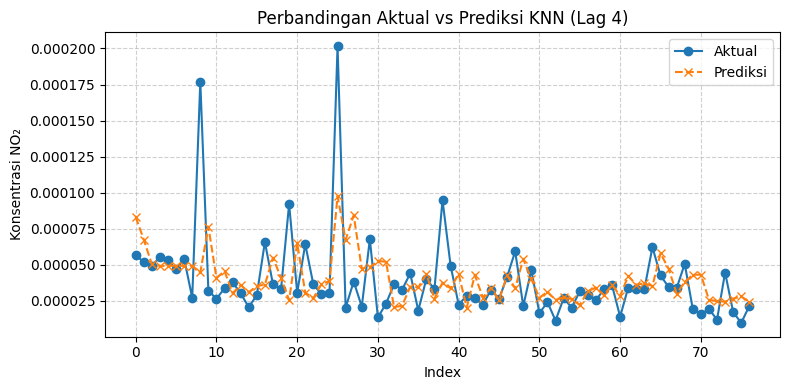 Perbandingan Aktual vs Prediksi KNN (Lag 4)
Aktual
Prediksi
Konsentrasi NO₂
0.000200
0.000175
0.000150
0.000125
0.000100
0.000075
0.000050
0.000025
0 10 20 30 40 50 60 70
Index